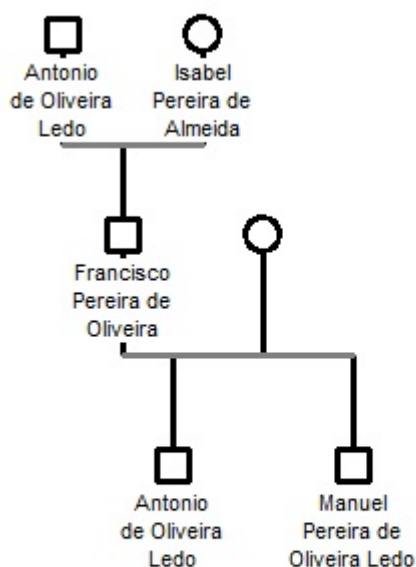 Antonio
de Oliveira
Ledo
Isabel
Pereira de
Almeida
Francisco
Pereira de
Oliveira
Antonio
de Oliveira
Ledo
Manuel
Pereira de
Oliveira Ledo